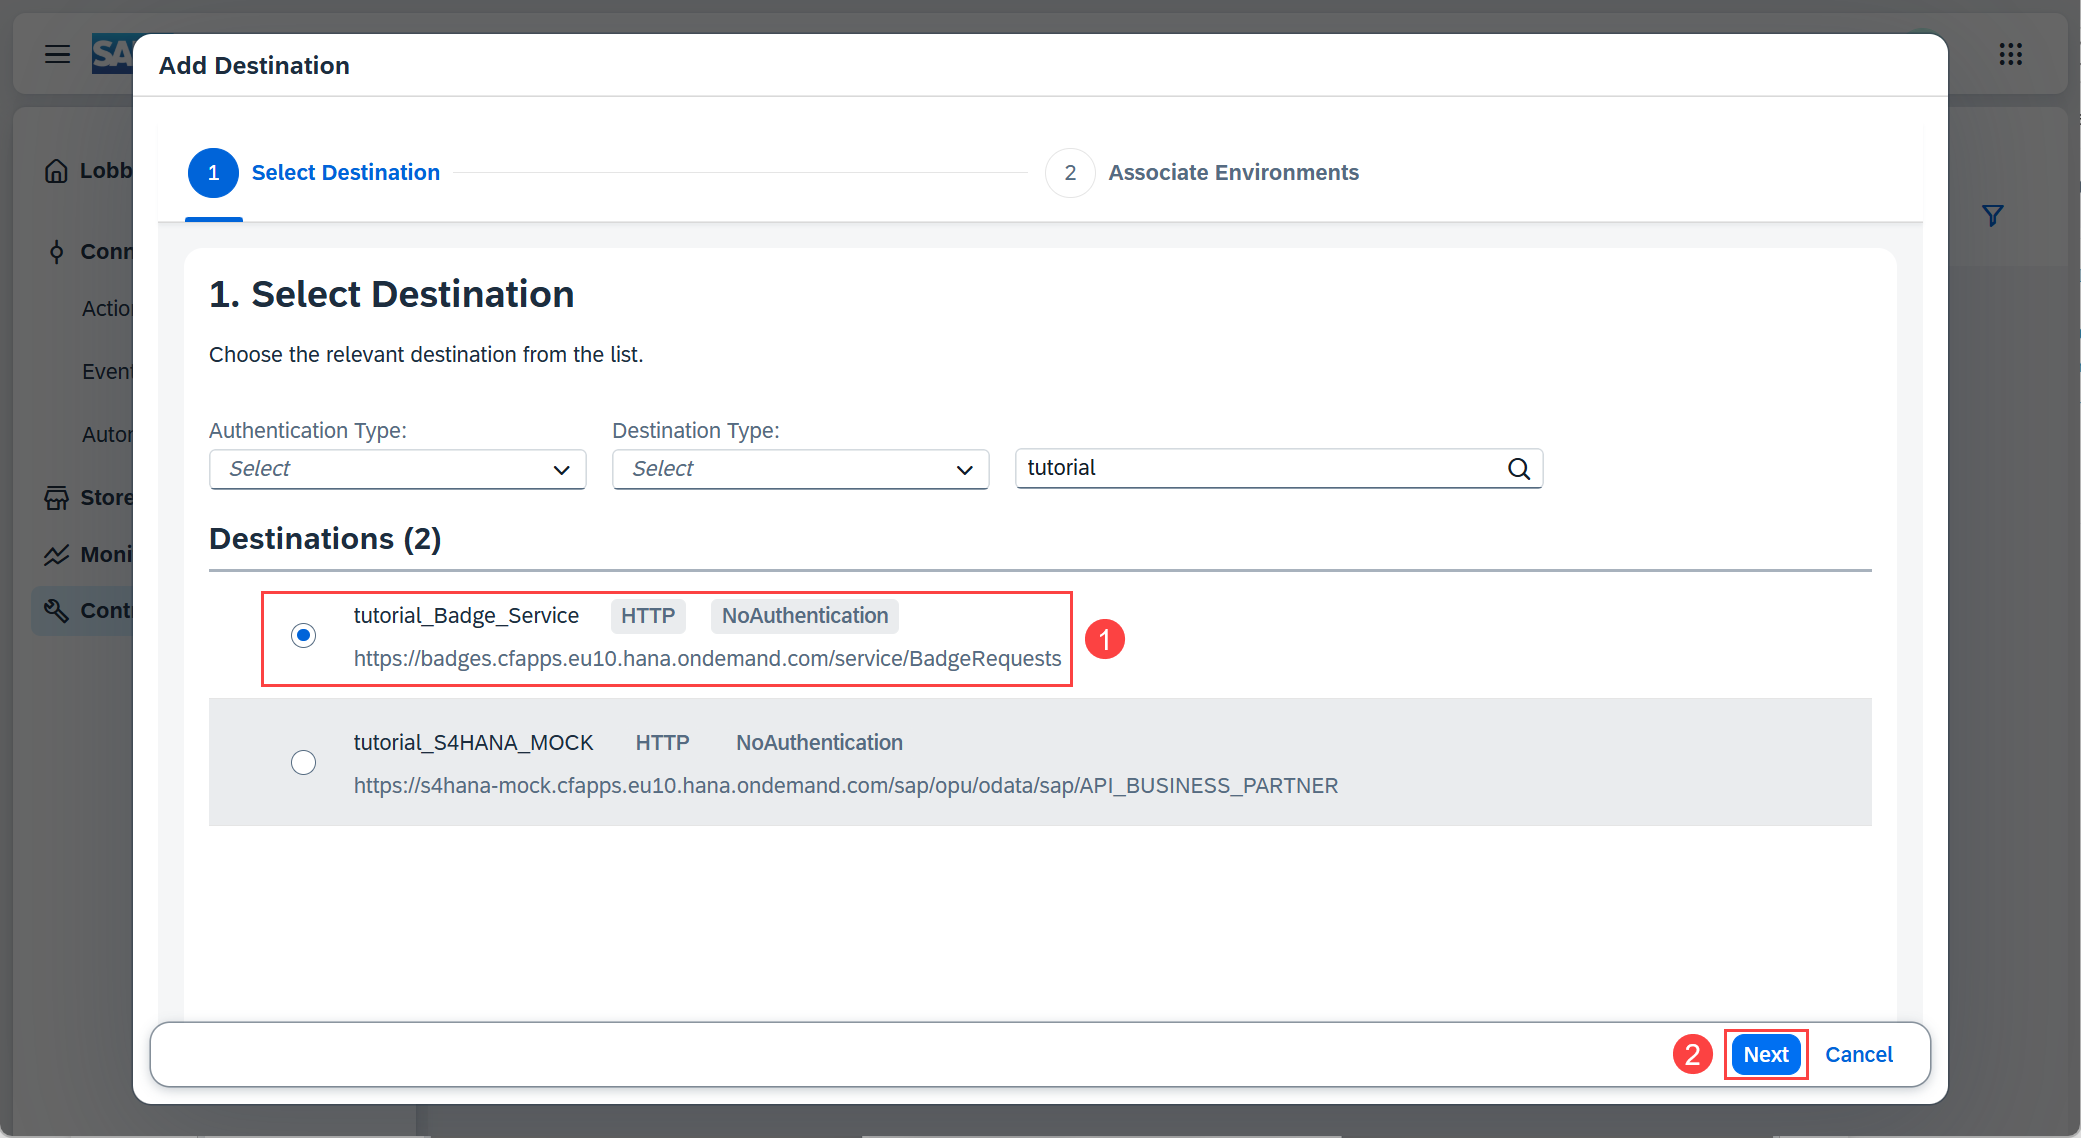 SA
Add Destination
Lobb
1 Select Destination 2 Associate Environments
Conn
Action
Event
Autor
Store
Moni
Cont
1. Select Destination
Choose the relevant destination from the list.
Authentication Type: Destination Type:
Select Select tutorial
Destinations (2)
tutorial_Badge_Service HTTP NoAuthentication
https://badges.cfapps.eu10.hana.ondemand.com/service/BadgeRequests
1
tutorial_S4HANA_MOCK HTTP NoAuthentication
https://s4hana-mock.cfapps.eu10.hana.ondemand.com/sap/opu/odata/sap/API_BUSINESS_PARTNER
2 Next Cancel